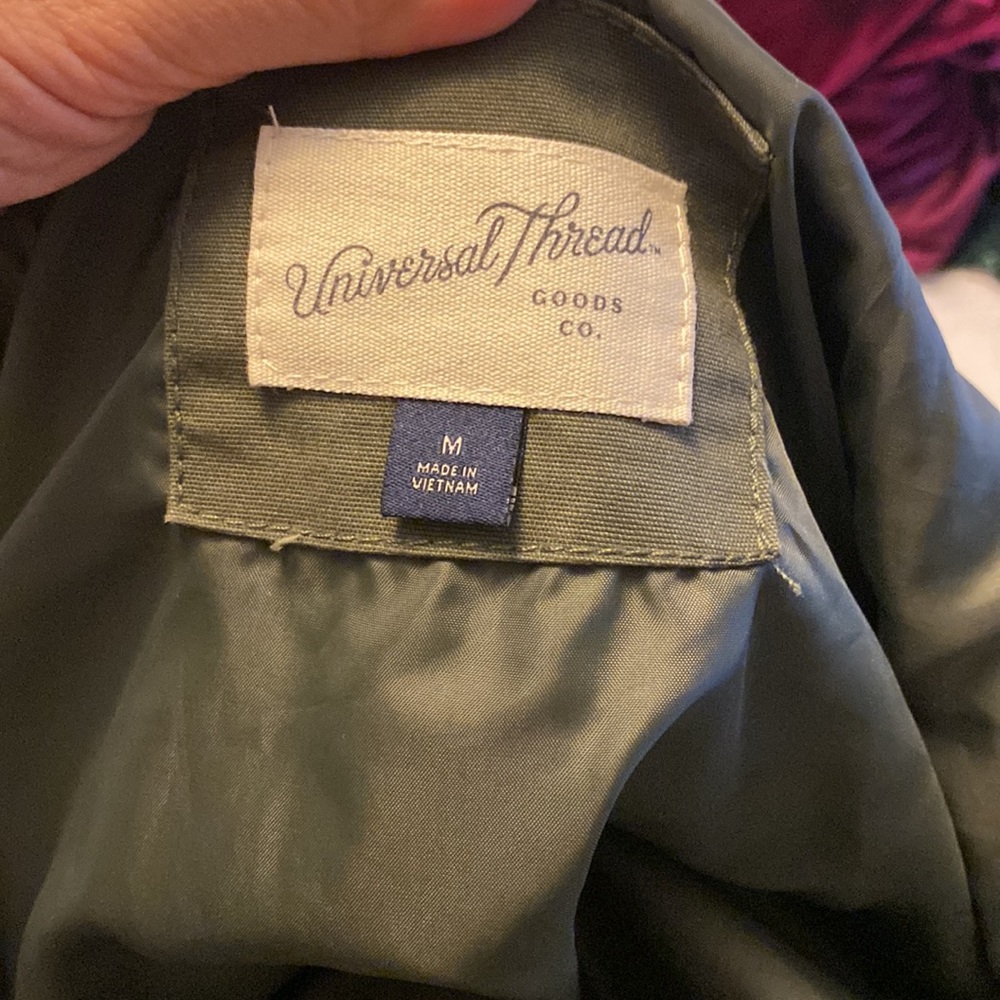 Universal Thread™
GOODS
CO.
M
MADE IN
VIETNAM